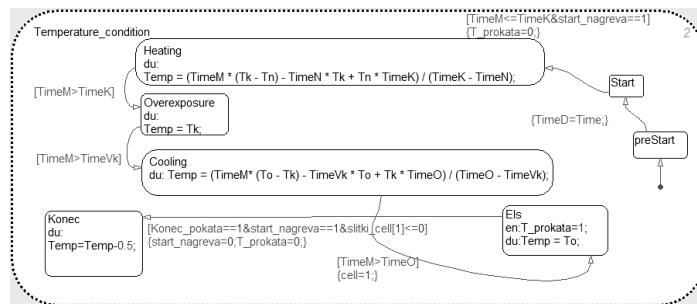 [TimeM<=TimeK&start_nagreva==1]
{T_prokata=0;}
Temperature_condition
2
Heating
du:
Temp = (TimeM * (Tk - Tn) - TimeN * Tk + Tn * TimeK) / (TimeK - TimeN);
Start
[TimeM>TimeK]
Overexposure
du:
Temp = Tk;
{TimeD=Time;}
preStart
[TimeM>TimeVk]
Cooling
du: Temp = (TimeM* (To - Tk) - TimeVk * To + Tk * TimeO) / (TimeO - TimeVk);
Konec
du:
Temp=Temp-0.5;
[Konec_pokata==1&start_nagreva==1&slitki_cell[1]<=0]
{start_nagreva=0;T_prokata=0;}
Els
en:T_prokata=1;
du:Temp = To;
[TimeM>TimeO]
{cell=1;}